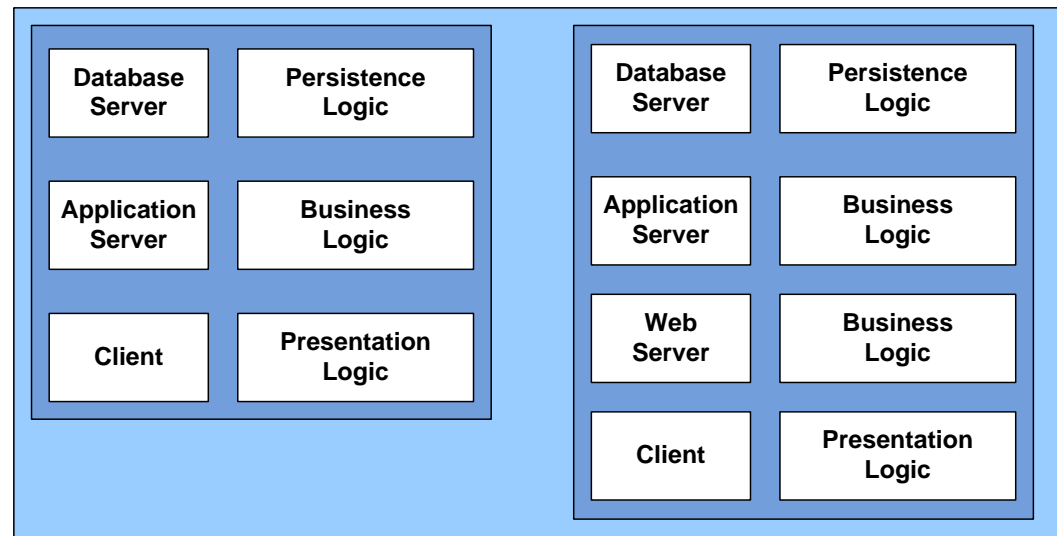 Database
Server
Persistence
Logic
Application
Server
Business
Logic
Client
Presentation
Logic
Database
Server
Persistence
Logic
Application
Server
Business
Logic
Web
Server
Business
Logic
Client
Presentation
Logic